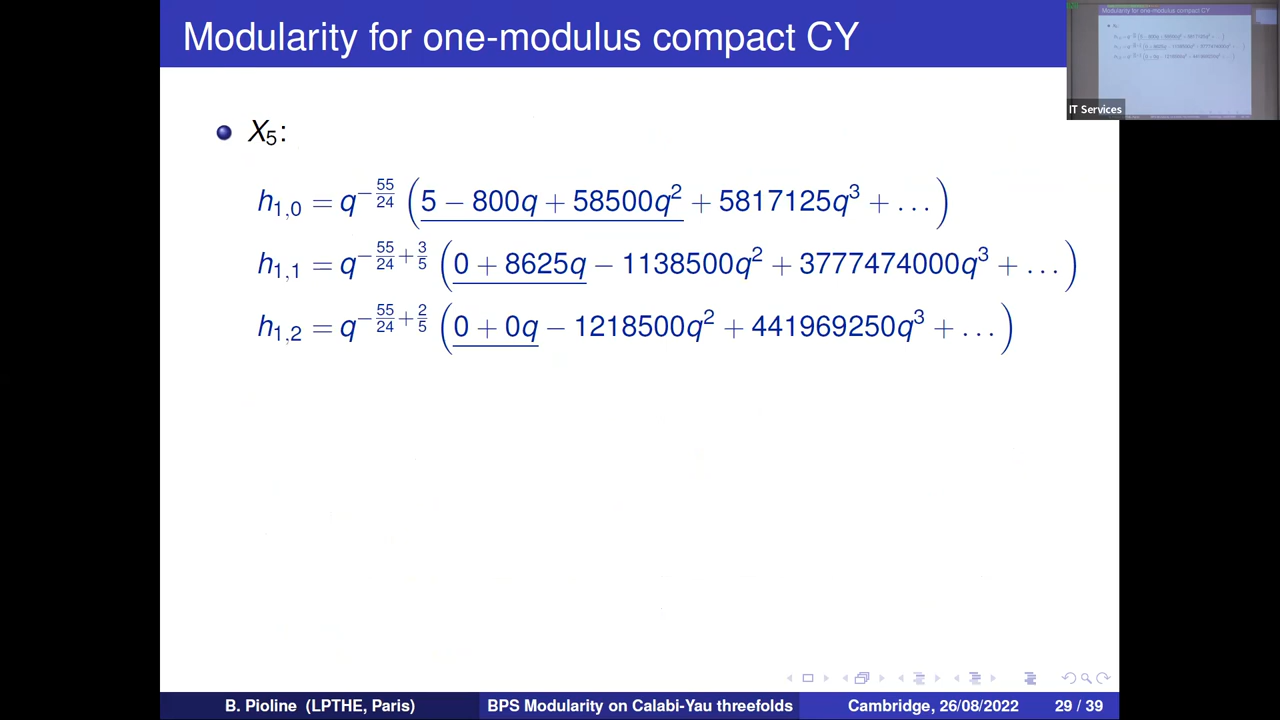 Modularity for one-modulus compact CY
IT Services
X₅:
h₁,₀ = q^{-55/24} (5 − 800q + 58500q² + 5817125q³ + …)
h₁,₁ = q^{-55/24+3/5} (0 + 8625q − 1138500q² + 3777474000q³ + …)
h₁,₂ = q^{-55/24+2/5} (0 + 0q − 1218500q² + 441969250q³ + …)
B. Pioline (LPTHE, Paris) BPS Modularity on Calabi-Yau threefolds Cambridge, 26/08/2022 29 / 39